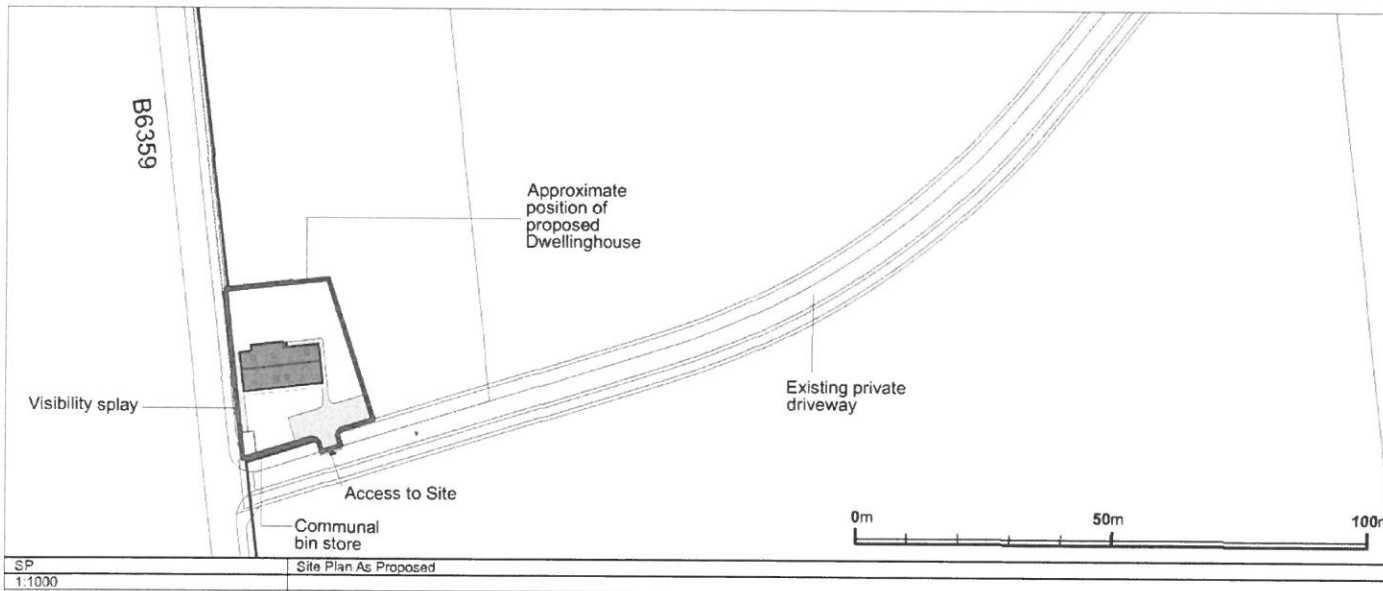 B6359
Approximate
position of
proposed
Dwellinghouse
Visibility splay
Existing private
driveway
Access to Site
Communal
bin store
0m 50m 100m
SP Site Plan As Proposed
1:1000